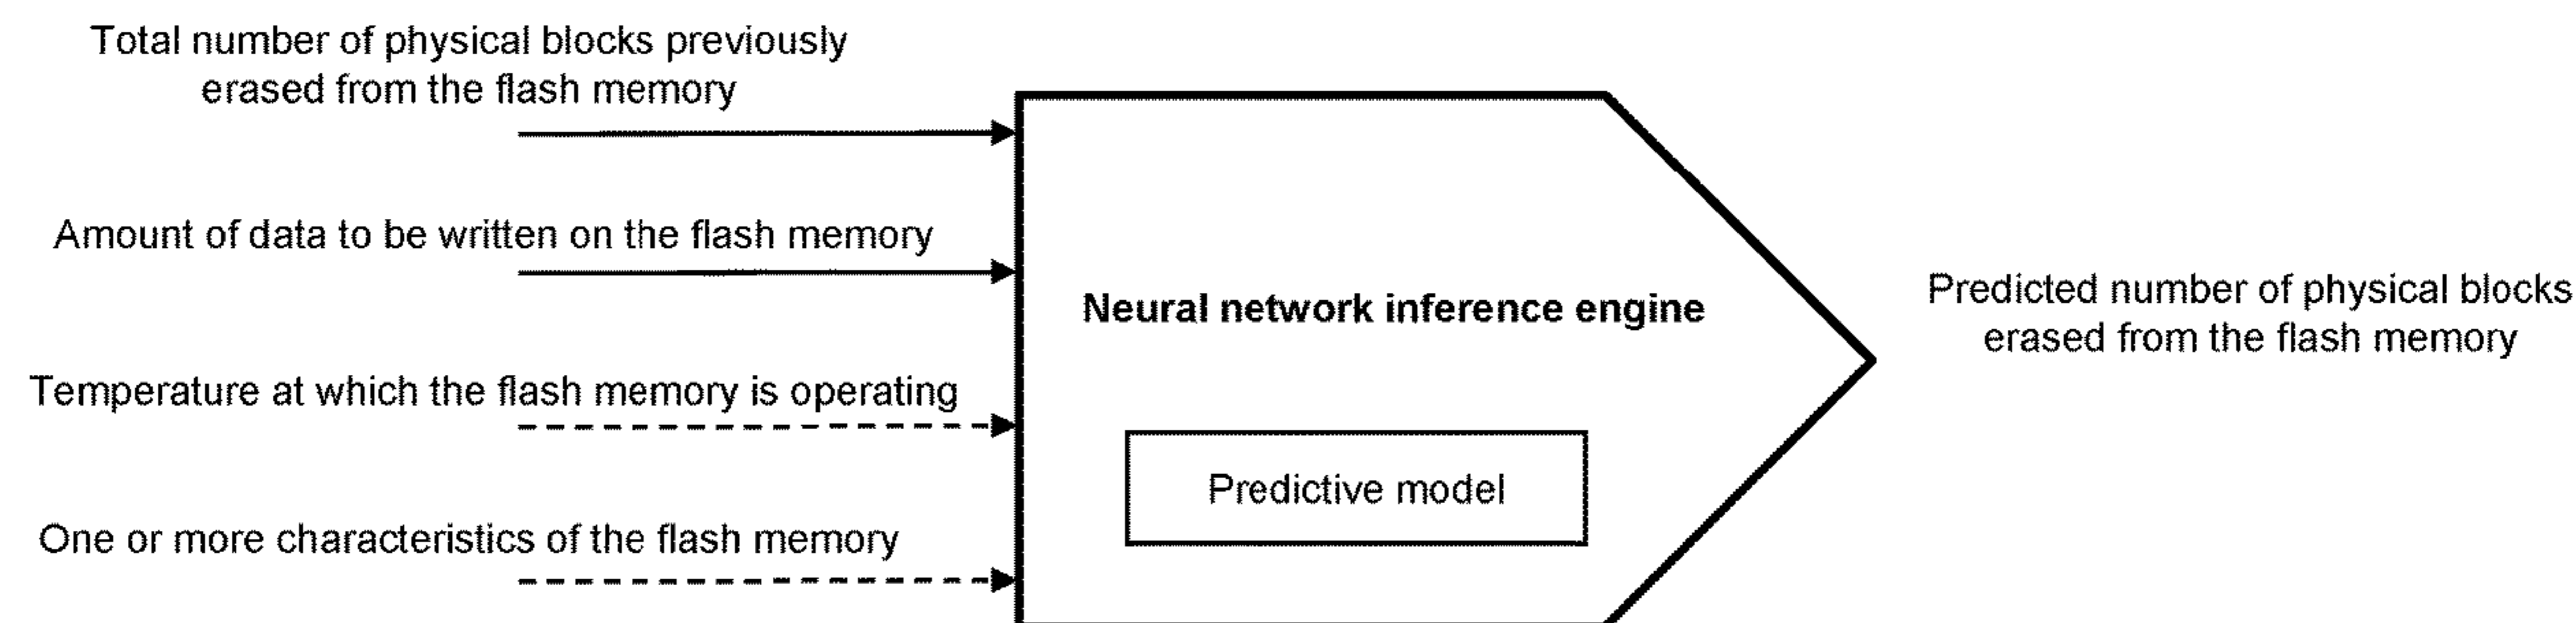 Total number of physical blocks previously
erased from the flash memory
Amount of data to be written on the flash memory
Temperature at which the flash memory is operating
One or more characteristics of the flash memory
Neural network inference engine
Predictive model
Predicted number of physical blocks
erased from the flash memory